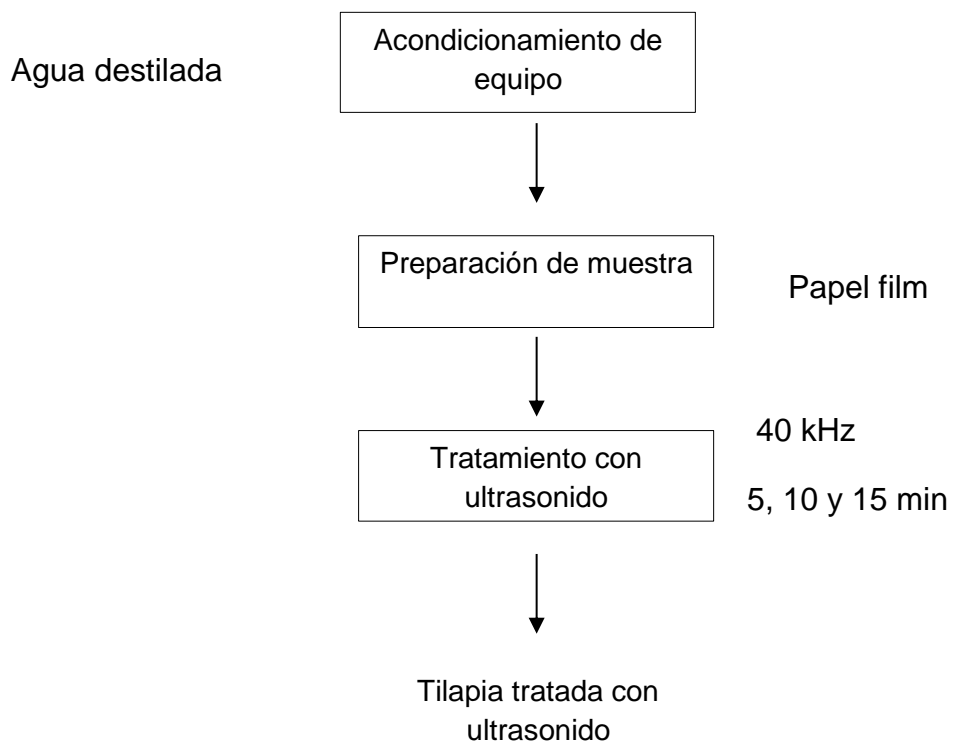 Agua destilada
Acondicionamiento de
equipo
Preparación de muestra
Papel film
Tratamiento con
ultrasonido
40 kHz
5, 10 y 15 min
Tilapia tratada con
ultrasonido